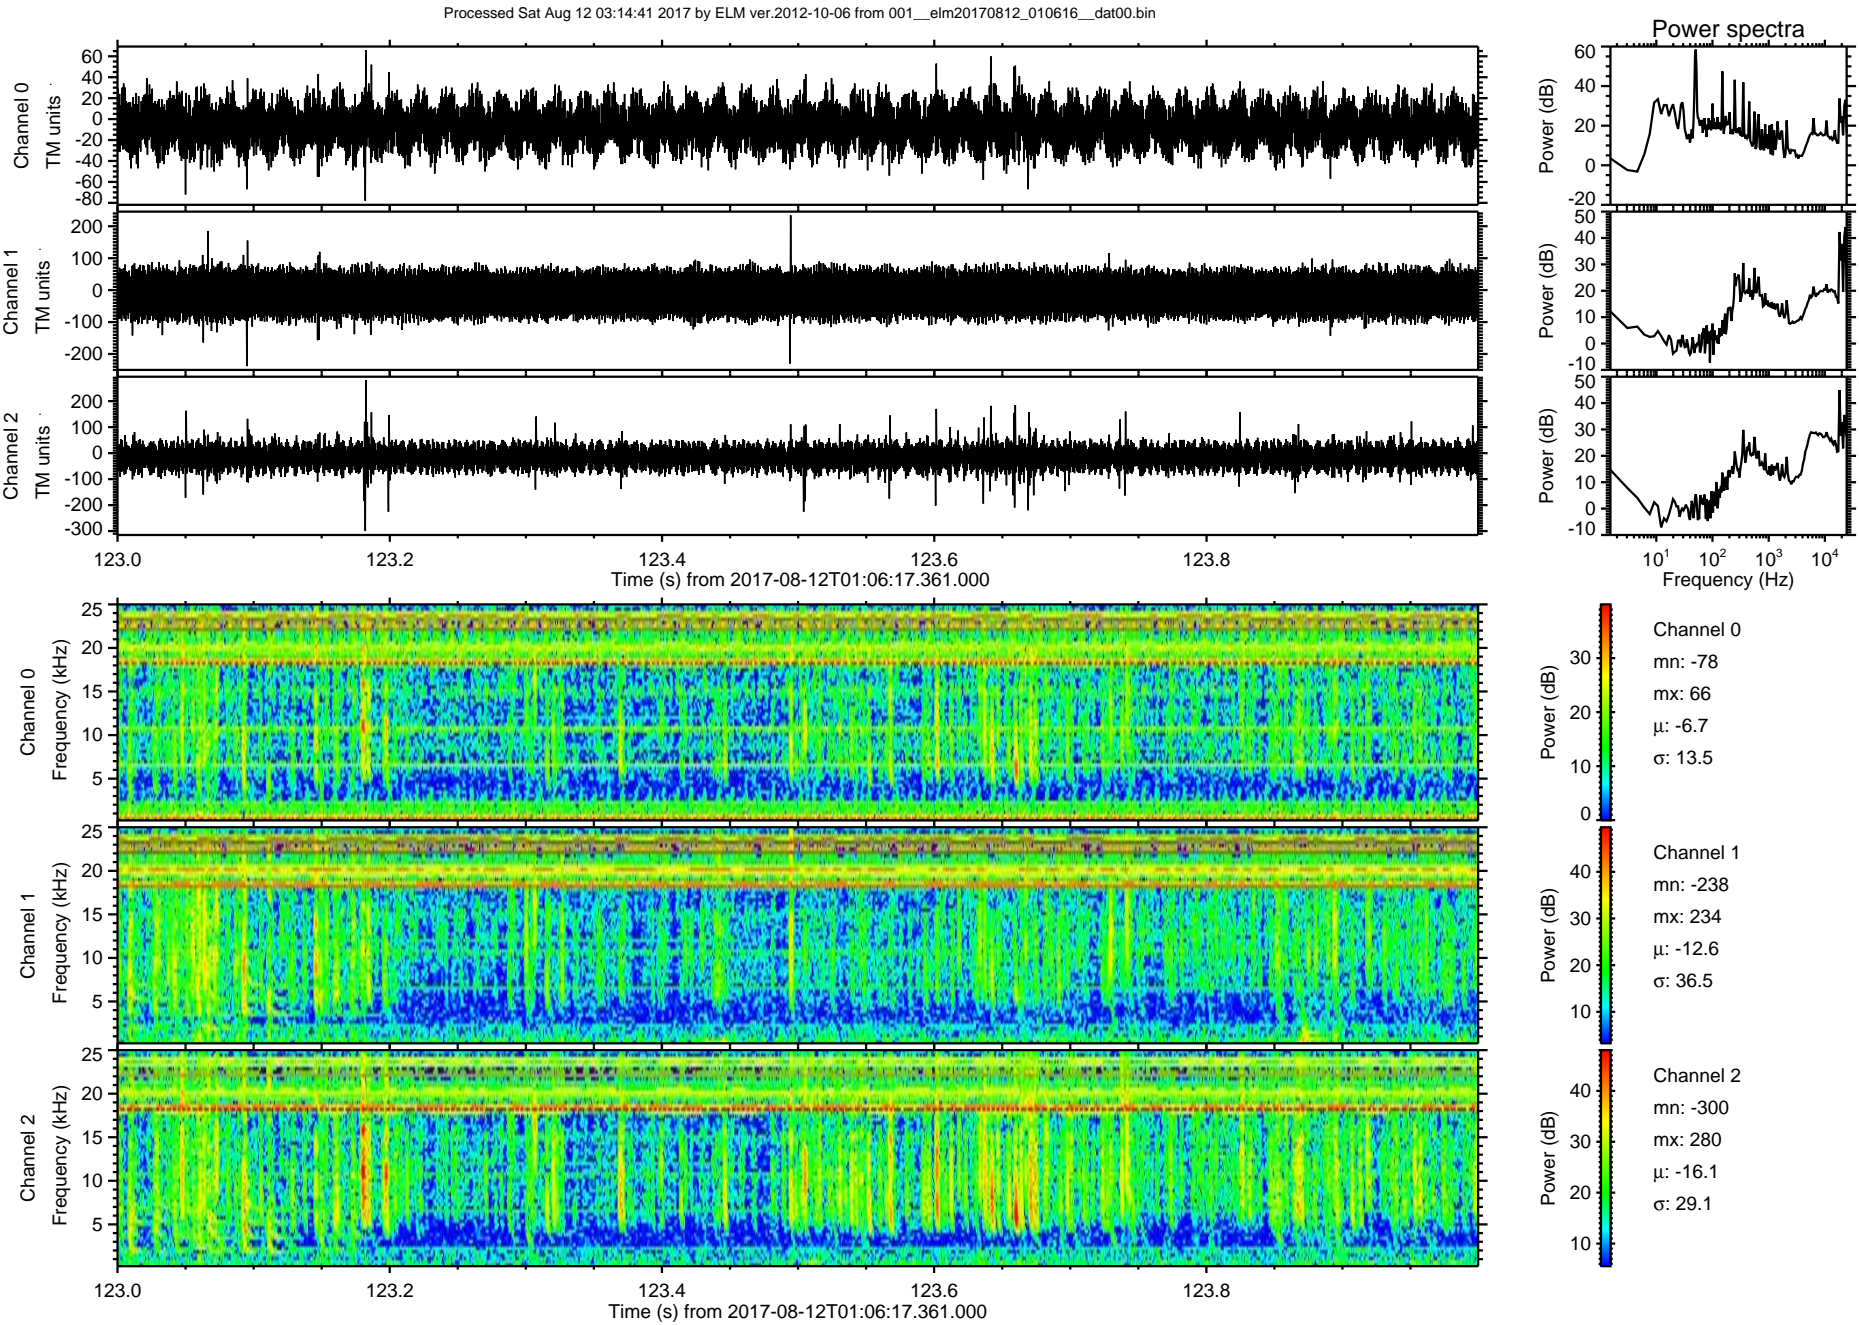 Processed Sat Aug 12 03:14:41 2017 by ELM ver.2012-10-06 from 001__elm20170812_010616__dat00.bin
Power spectra
Channel 0
TM units
60
40
20
0
-20
-40
-60
-80
Power (dB)
60
40
20
0
-20
Channel 1
TM units
200
100
0
-100
-200
Power (dB)
50
40
30
20
10
0
-10
Channel 2
TM units
200
100
0
-100
-200
-300
Power (dB)
50
40
30
20
10
0
-10
123.0 123.2 123.4 123.6 123.8
Time (s) from 2017-08-12T01:06:17.361.000
10^1 10^2 10^3 10^4
Frequency (Hz)
Channel 0
Frequency (kHz)
25
20
15
10
5
Power (dB)
30
20
10
0
Channel 0
mn: -78
mx: 66
μ: -6.7
σ: 13.5
Channel 1
Frequency (kHz)
25
20
15
10
5
Power (dB)
40
30
20
10
Channel 1
mn: -238
mx: 234
μ: -12.6
σ: 36.5
Channel 2
Frequency (kHz)
25
20
15
10
5
Power (dB)
40
30
20
10
Channel 2
mn: -300
mx: 280
μ: -16.1
σ: 29.1
123.0 123.2 123.4 123.6 123.8
Time (s) from 2017-08-12T01:06:17.361.000